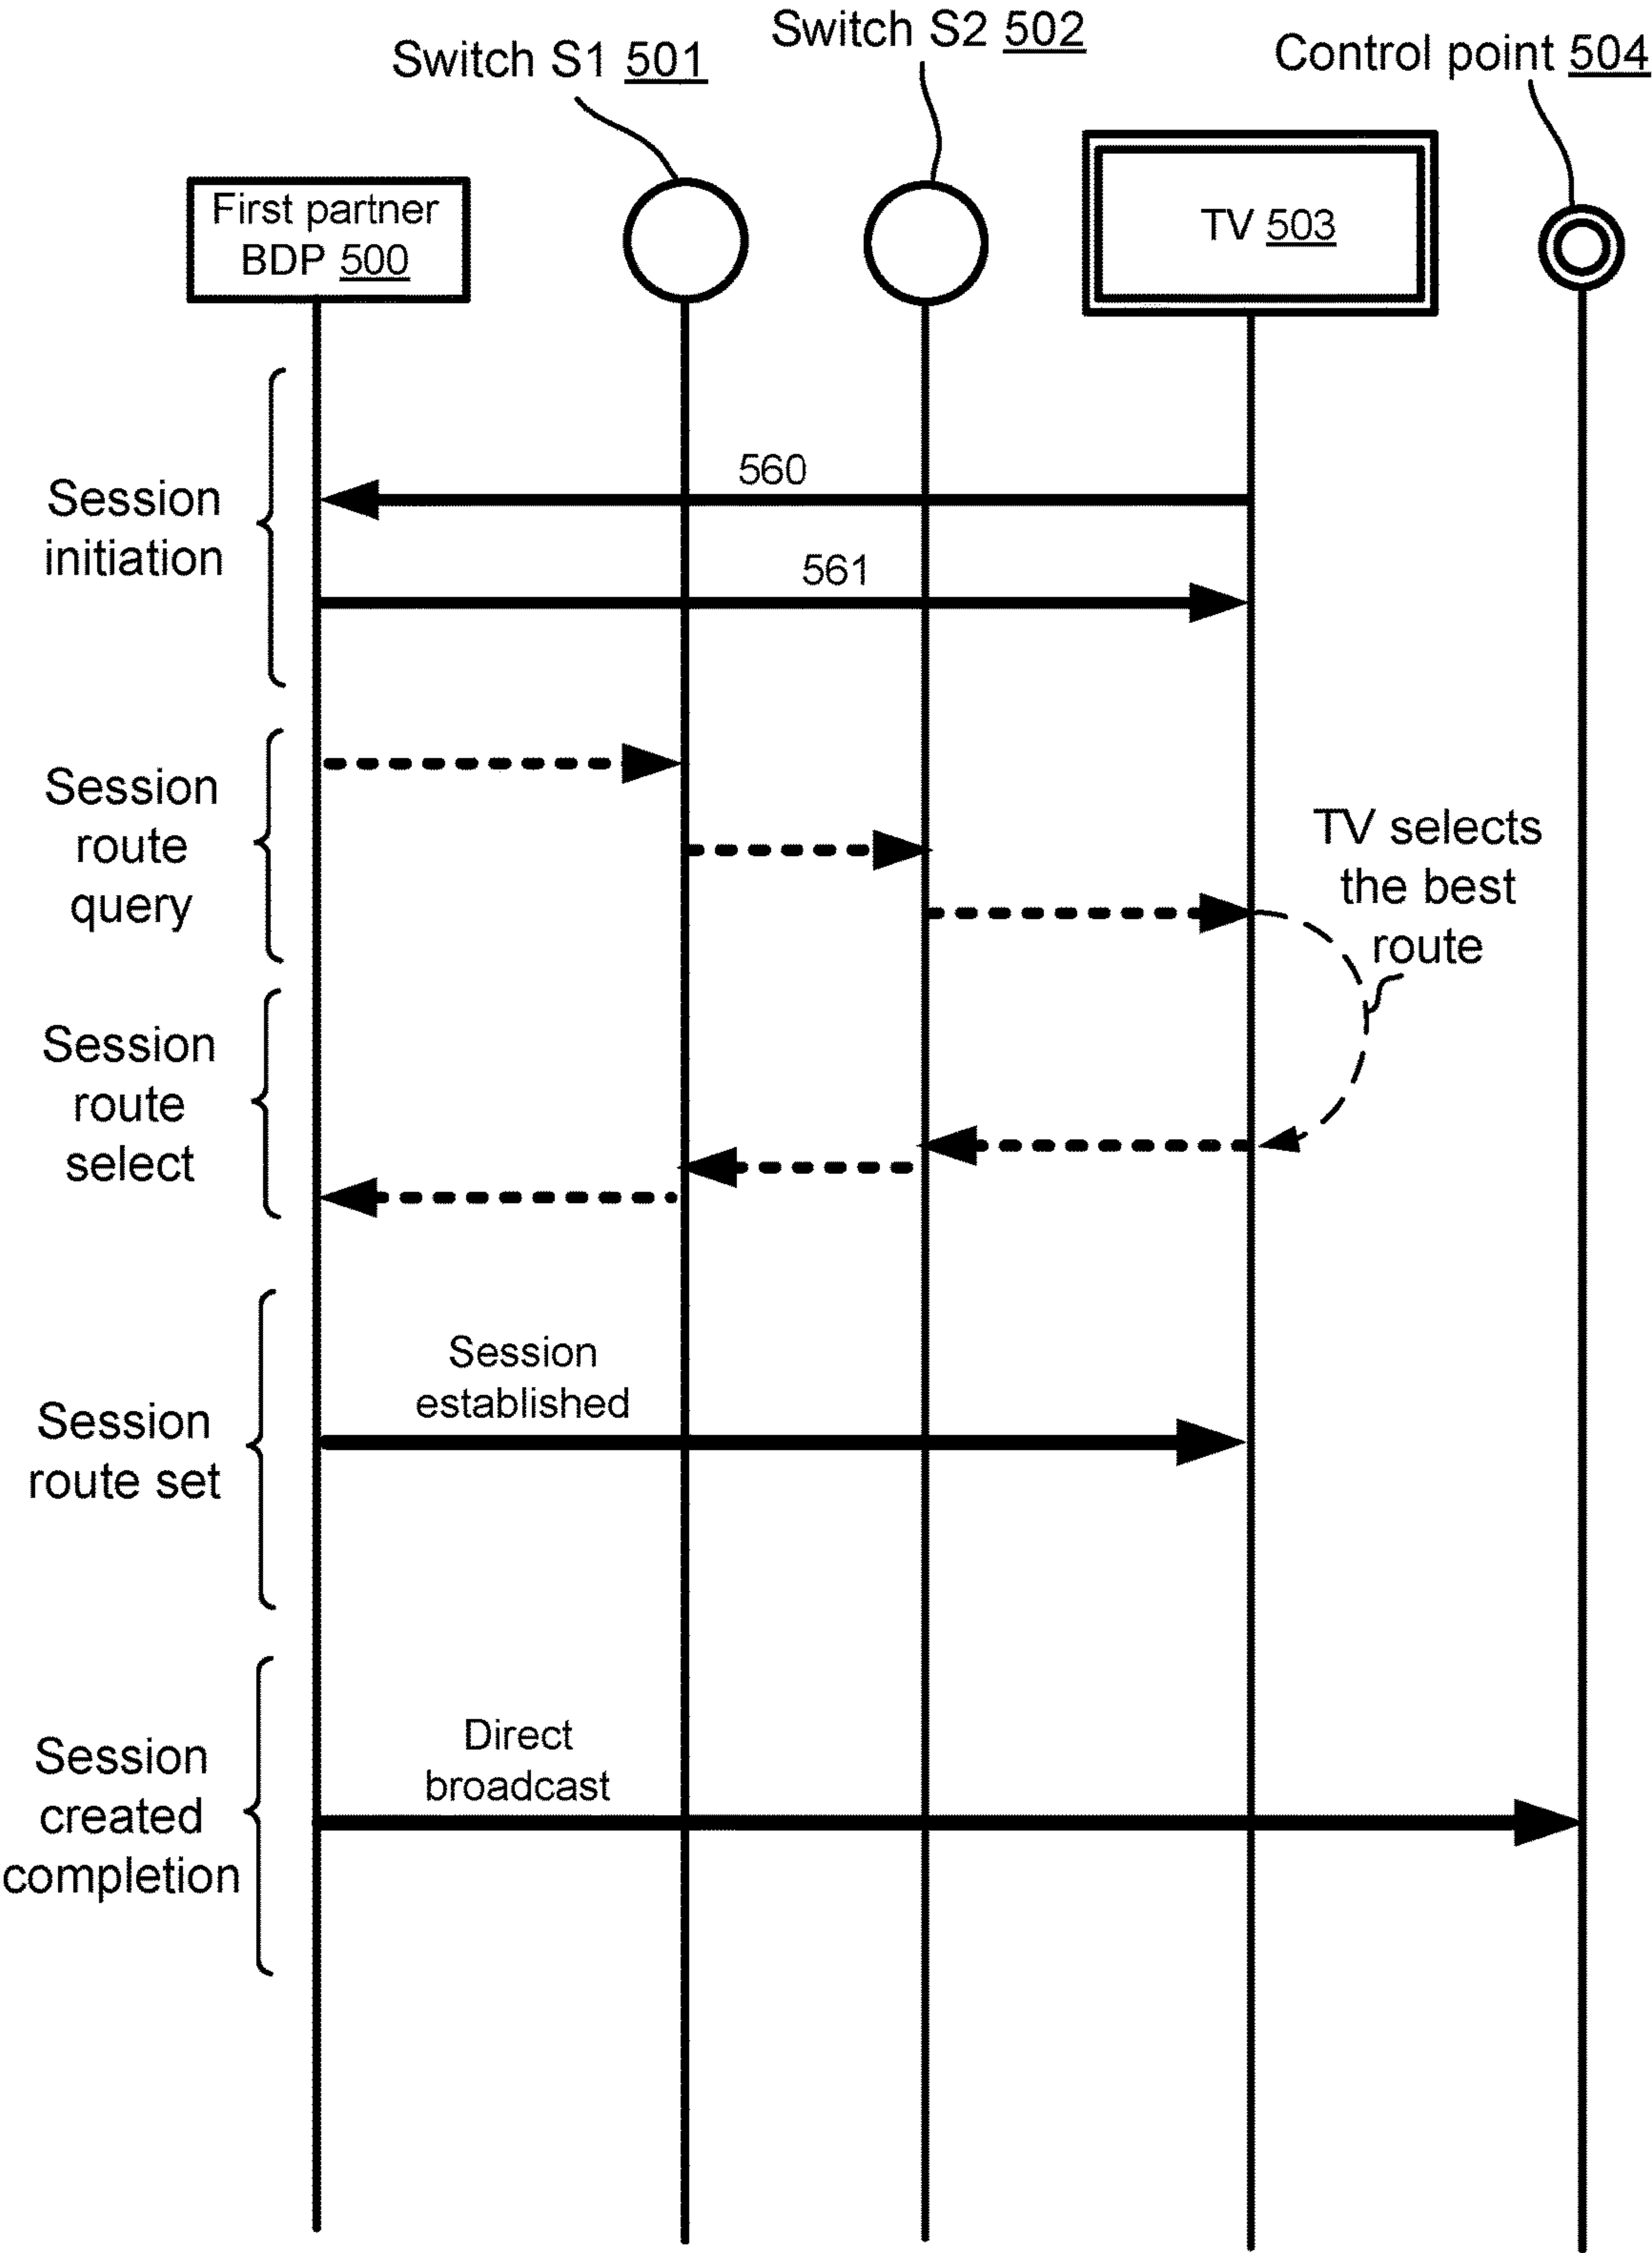 Switch S1 501
Switch S2 502
Control point 504
First partner
BDP 500
TV 503
Session
initiation
560
561
Session
route
query
TV selects
the best
route
Session
route
select
Session
route set
Session
established
Session
created
completion
Direct
broadcast